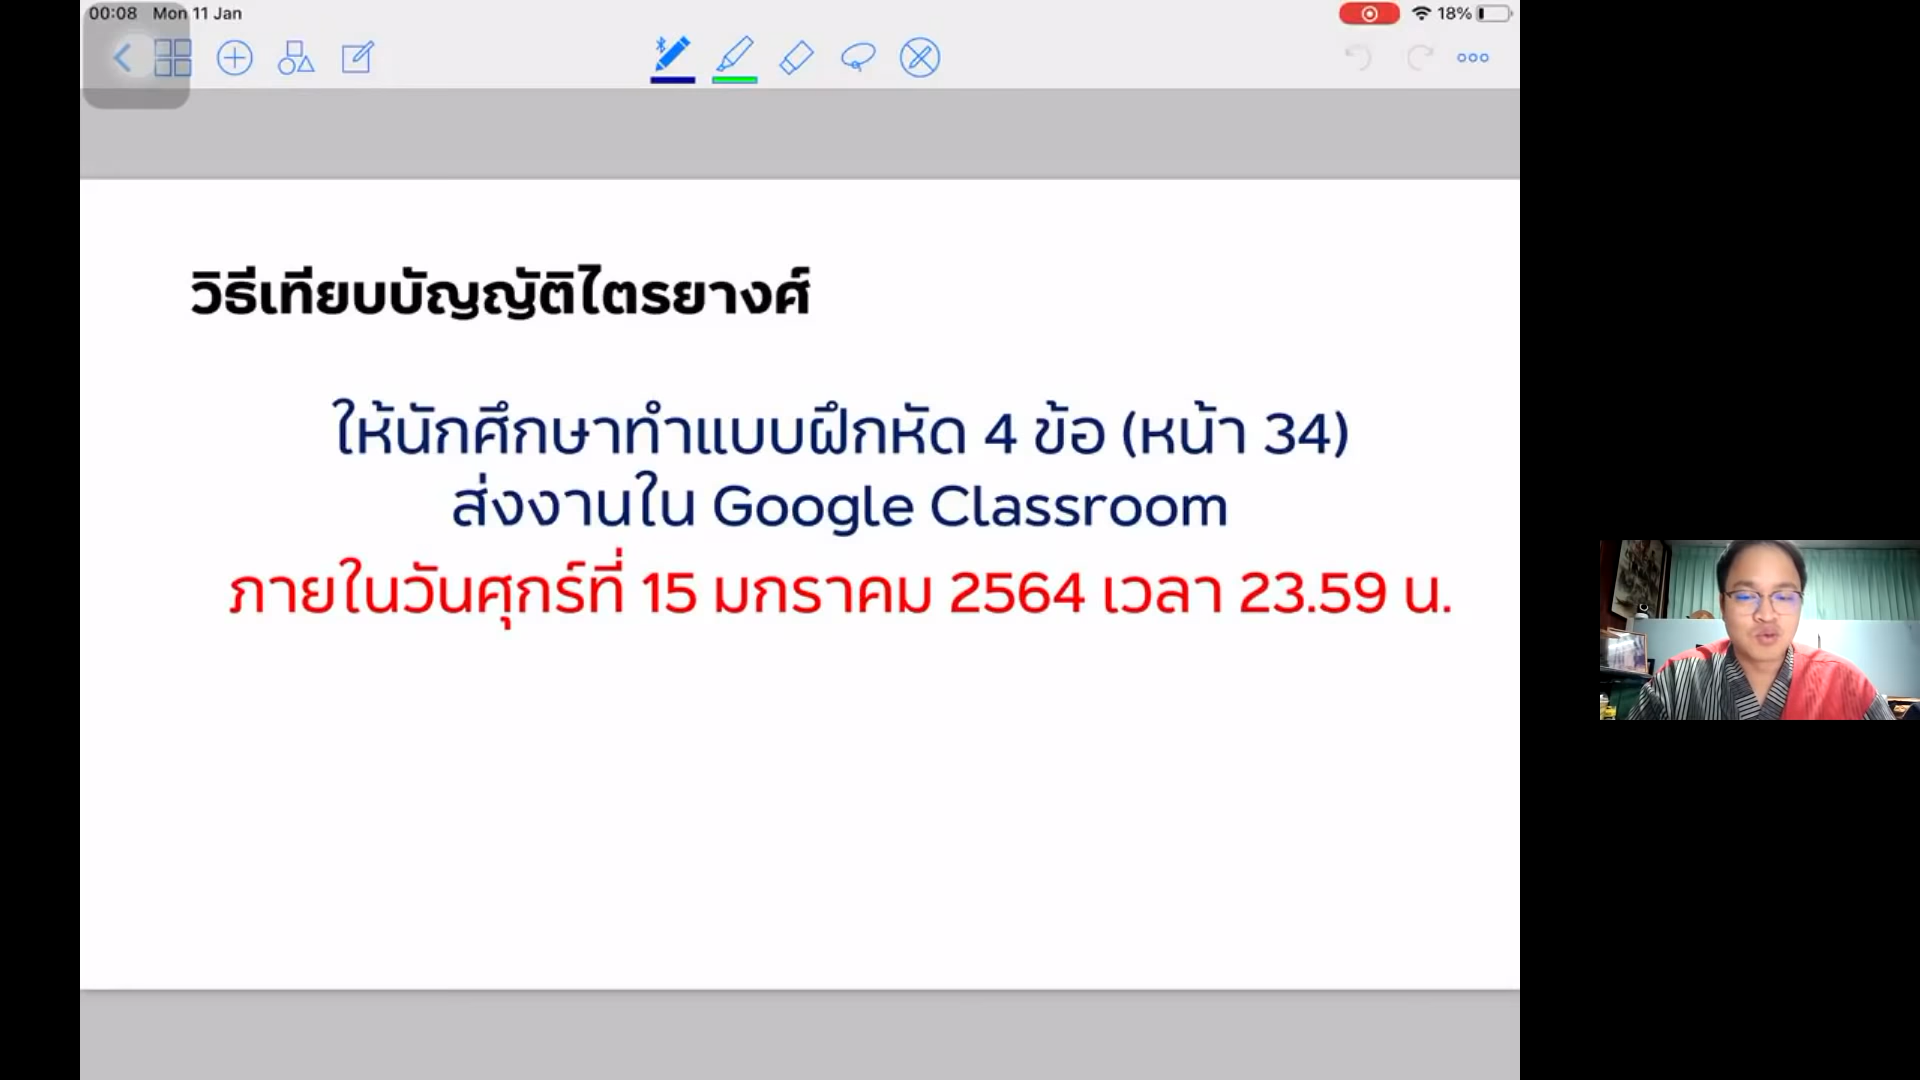 00:08 Mon 11 Jan
18%
วิธีเทียบบัญญัติไตรยางศ์
ให้นักศึกษาทำแบบฝึกหัด 4 ข้อ (หน้า 34)
ส่งงานใน Google Classroom
ภายในวันศุกร์ที่ 15 มกราคม 2564 เวลา 23.59 น.